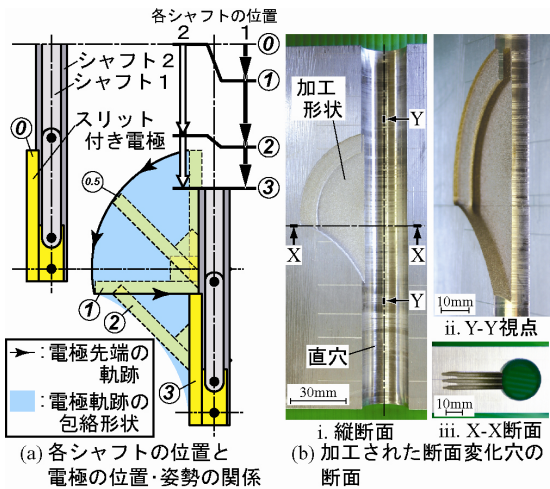 各シャフトの位置
2
1
⓪
シャフト2
シャフト1
①
⓪
スリット
付き電極
②
③
0.5
①
②
③
:電極先端の
軌跡
:電極軌跡の
包絡形状
(a) 各シャフトの位置と
電極の位置・姿勢の関係
加工
形状
Y
X
X
Y
直穴
30mm
i. 縦断面
10mm
ii. Y-Y視点
10mm
iii. X-X断面
(b) 加工された断面変化穴の
断面